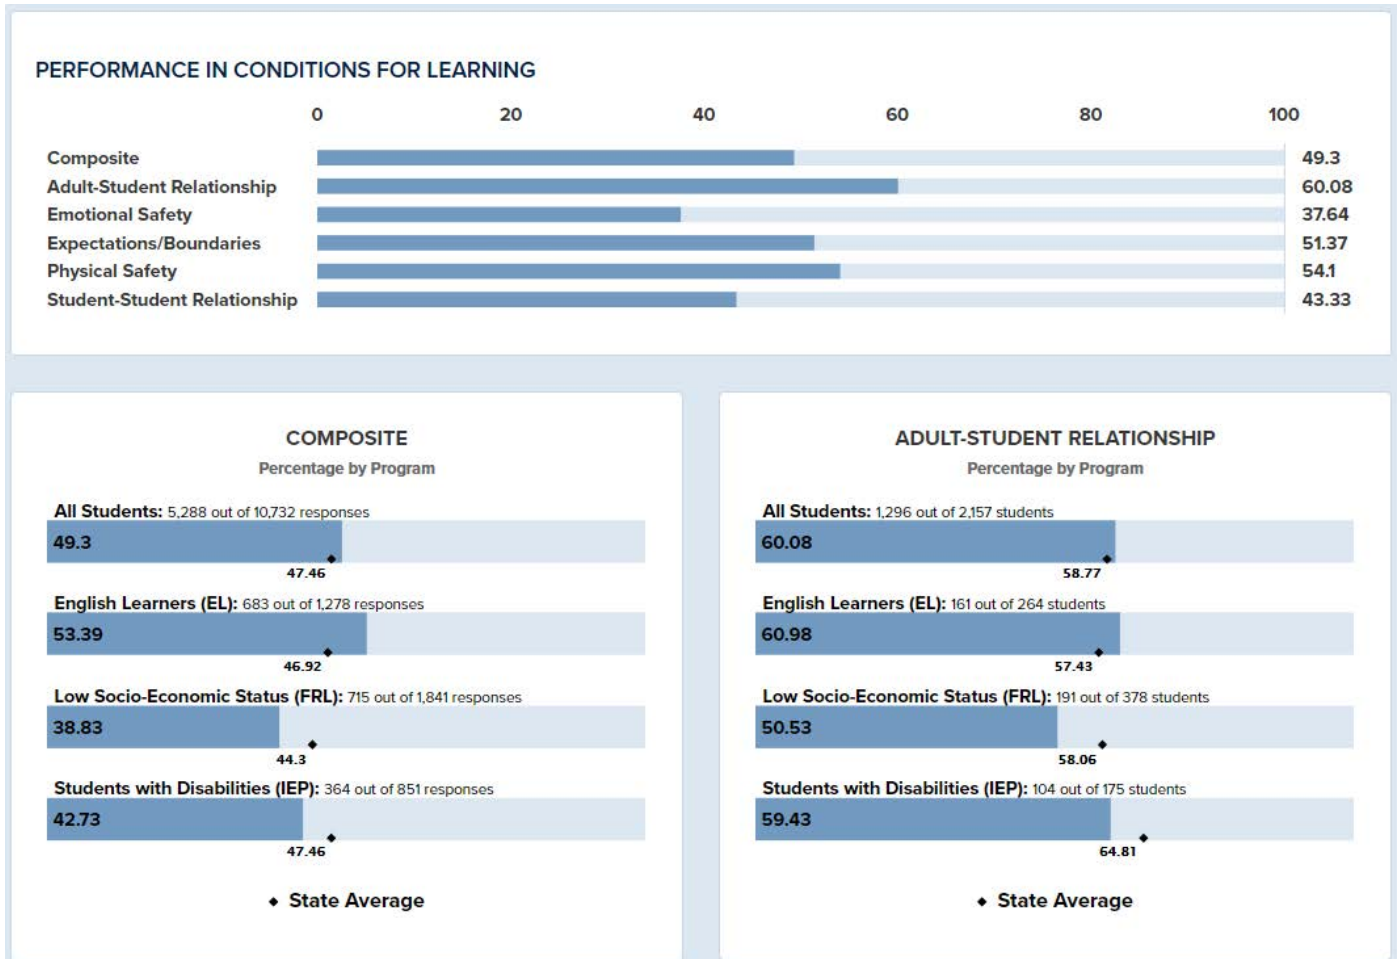 PERFORMANCE IN CONDITIONS FOR LEARNING
0 20 40 60 80 100
Composite 49.3
Adult-Student Relationship 60.08
Emotional Safety 37.64
Expectations/Boundaries 51.37
Physical Safety 54.1
Student-Student Relationship 43.33
COMPOSITE
Percentage by Program
All Students: 5,288 out of 10,732 responses
49.3
47.46
English Learners (EL): 683 out of 1,278 responses
53.39
46.92
Low Socio-Economic Status (FRL): 715 out of 1,841 responses
38.83
44.3
Students with Disabilities (IEP): 364 out of 851 responses
42.73
47.46
◆ State Average
ADULT-STUDENT RELATIONSHIP
Percentage by Program
All Students: 1,296 out of 2,157 students
60.08
58.77
English Learners (EL): 161 out of 264 students
60.98
57.43
Low Socio-Economic Status (FRL): 191 out of 378 students
50.53
58.06
Students with Disabilities (IEP): 104 out of 175 students
59.43
64.81
◆ State Average